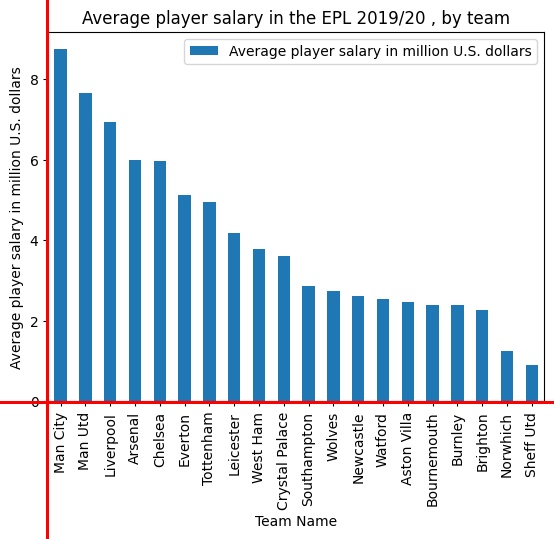 Average player salary in the EPL 2019/20 , by team
Average player salary in million U.S. dollars
Average player salary in million U.S. dollars
8
6
4
2
0
Man City
Man Utd
Liverpool
Arsenal
Chelsea
Everton
Tottenham
Leicester
West Ham
Crystal Palace
Southampton
Wolves
Newcastle
Watford
Aston Villa
Bournemouth
Burnley
Brighton
Norwhich
Sheff Utd
Team Name